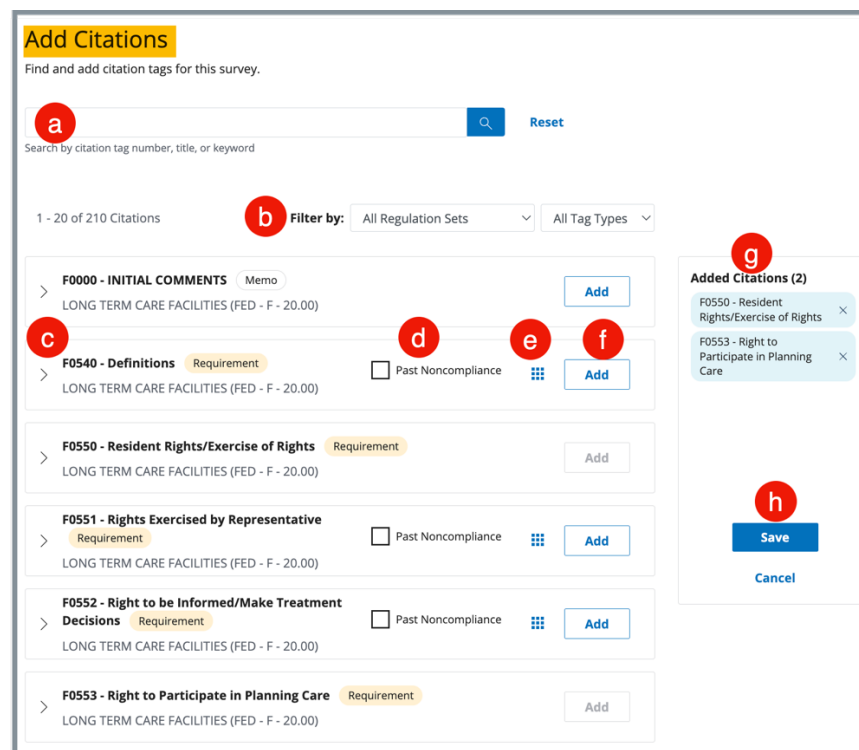 Add Citations
Find and add citation tags for this survey.
a
Reset
Search by citation tag number, title, or keyword
1 - 20 of 210 Citations
b
Filter by:
All Regulation Sets
All Tag Types
F0000 - INITIAL COMMENTS Memo
LONG TERM CARE FACILITIES (FED - F - 20.00)
Add
c
d
e
f
F0540 - Definitions Requirement
LONG TERM CARE FACILITIES (FED - F - 20.00)
Past Noncompliance
Add
F0550 - Resident Rights/Exercise of Rights Requirement
LONG TERM CARE FACILITIES (FED - F - 20.00)
Add
F0551 - Rights Exercised by Representative
Requirement
LONG TERM CARE FACILITIES (FED - F - 20.00)
Past Noncompliance
Add
F0552 - Right to be Informed/Make Treatment
Decisions Requirement
LONG TERM CARE FACILITIES (FED - F - 20.00)
Past Noncompliance
Add
F0553 - Right to Participate in Planning Care Requirement
LONG TERM CARE FACILITIES (FED - F - 20.00)
Add
g
Added Citations (2)
F0550 - Resident
Rights/Exercise of Rights
F0553 - Right to
Participate in Planning
Care
h
Save
Cancel